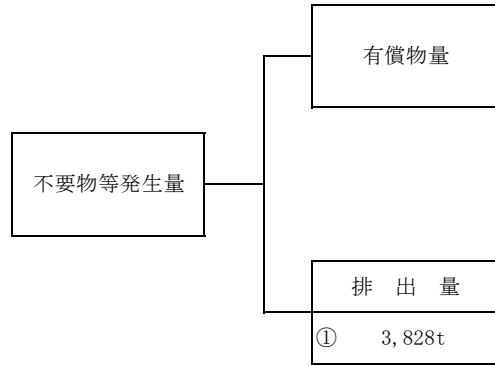 有償物量
不要物等発生量
排 出 量
① 3,828t